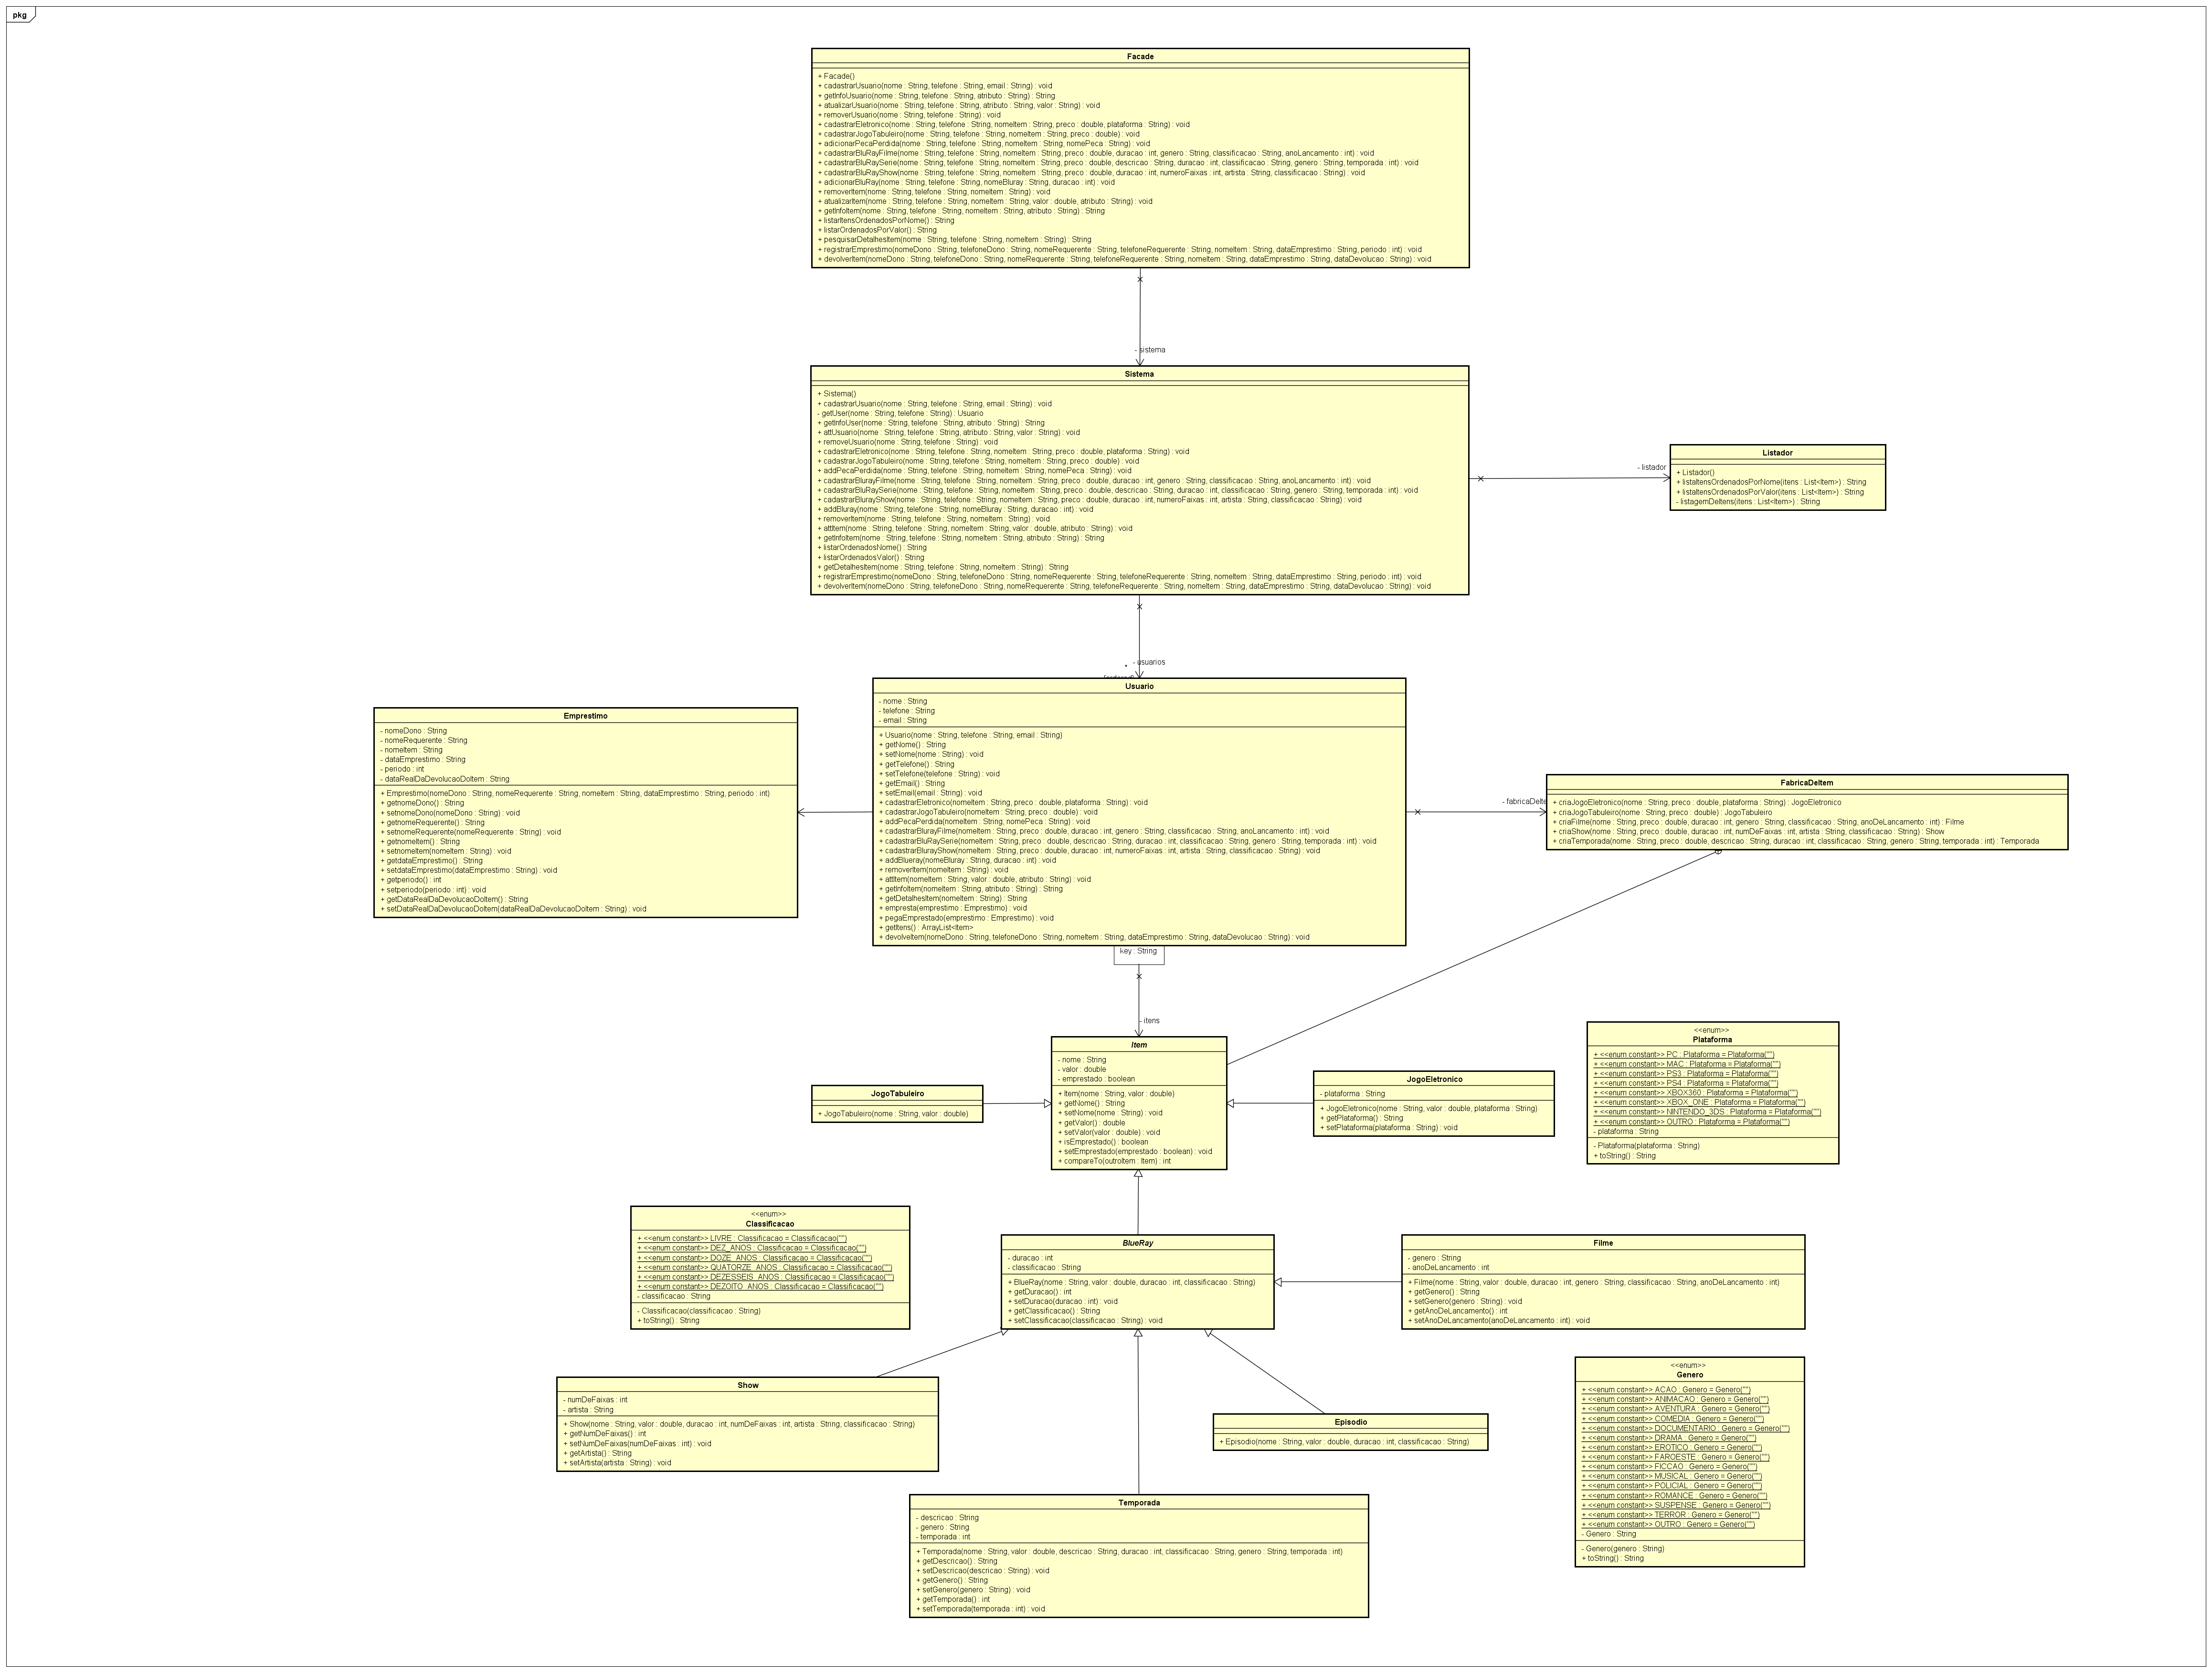 pkg
Facade
+ Facade()
+ cadastrarUsuario(nome : String, telefone : String, email : String) : void
+ getInfoUsuario(nome : String, telefone : String, atributo : String) : String
+ atualizarUsuario(nome : String, telefone : String, atributo : String, valor : String) : void
+ removerUsuario(nome : String, telefone : String) : void
+ cadastrarEletronico(nome : String, telefone : String, nomeItem : String, preco : double, plataforma : String) : void
+ cadastrarJogoTabuleiro(nome : String, telefone : String, nomeItem : String, preco : double) : void
+ adicionarPecaPerdida(nome : String, telefone : String, nomeItem : String, nomePeca : String) : void
+ cadastrarBluRayFilme(nome : String, telefone : String, nomeItem : String, preco : double, duracao : int, genero : String, classificacao : String, anoLancamento : int) : void
+ cadastrarBluRaySerie(nome : String, telefone : String, nomeItem : String, preco : double, descricao : String, duracao : int, classificacao : String, genero : String, temporada : int) : void
+ cadastrarBluRayShow(nome : String, telefone : String, nomeItem : String, preco : double, duracao : int, numeroFaixas : int, artista : String, classificacao : String) : void
+ adicionarBluRay(nome : String, telefone : String, nomeBluray : String, duracao : int) : void
+ removerItem(nome : String, telefone : String, nomeItem : String) : void
+ atualizarItem(nome : String, telefone : String, nomeItem : String, valor : double, atributo : String) : void
+ getInfoItem(nome : String, telefone : String, nomeItem : String, atributo : String) : String
+ listarItensOrdenadosPorNome() : String
+ listarOrdenadosPorValor() : String
+ pesquisarDetalhesItem(nome : String, telefone : String, nomeItem : String) : String
+ registrarEmprestimo(nomeDono : String, telefoneDono : String, nomeRequerente : String, telefoneRequerente : String, nomeItem : String, dataEmprestimo : String, periodo : int) : void
+ devolverItem(nomeDono : String, telefoneDono : String, nomeRequerente : String, telefoneRequerente : String, nomeItem : String, dataEmprestimo : String, dataDevolucao : String) : void
- sistema
Sistema
+ Sistema()
+ cadastrarUsuario(nome : String, telefone : String, email : String) : void
- getUser(nome : String, telefone : String) : Usuario
+ getInfoUser(nome : String, telefone : String, atributo : String) : String
+ attUsuario(nome : String, telefone : String, atributo : String, valor : String) : void
+ removeUsuario(nome : String, telefone : String) : void
+ cadastrarEletronico(nome : String, telefone : String, nomeItem : String, preco : double, plataforma : String) : void
+ cadastrarJogoTabuleiro(nome : String, telefone : String, nomeItem : String, preco : double) : void
+ addPecaPerdida(nome : String, telefone : String, nomeItem : String, nomePeca : String) : void
+ cadastrarBlurayFilme(nome : String, telefone : String, nomeItem : String, preco : double, duracao : int, genero : String, classificacao : String, anoLancamento : int) : void
+ cadastrarBluRaySerie(nome : String, telefone : String, nomeItem : String, preco : double, descricao : String, duracao : int, classificacao : String, genero : String, temporada : int) : void
+ cadastrarBlurayShow(nome : String, telefone : String, nomeItem : String, preco : double, duracao : int, numeroFaixas : int, artista : String, classificacao : String) : void
+ addBluray(nome : String, telefone : String, nomeBluray : String, duracao : int) : void
+ removerItem(nome : String, telefone : String, nomeItem : String) : void
+ attItem(nome : String, telefone : String, nomeItem : String, valor : double, atributo : String) : void
+ getInfoItem(nome : String, telefone : String, nomeItem : String, atributo : String) : String
+ listarOrdenadosNome() : String
+ listarOrdenadosValor() : String
+ getDetalhesItem(nome : String, telefone : String, nomeItem : String) : String
+ registrarEmprestimo(nomeDono : String, telefoneDono : String, nomeRequerente : String, telefoneRequerente : String, nomeItem : String, dataEmprestimo : String, periodo : int) : void
+ devolverItem(nomeDono : String, telefoneDono : String, nomeRequerente : String, telefoneRequerente : String, nomeItem : String, dataEmprestimo : String, dataDevolucao : String) : void
- listador
Listador
+ Listador()
+ listaItensOrdenadosPorNome(itens : List<Item>) : String
+ listaItensOrdenadosPorValor(itens : List<Item>) : String
- listagemDeItens(itens : List<Item>) : String
* - usuarios
Usuario
- nome : String
- telefone : String
- email : String
+ Usuario(nome : String, telefone : String, email : String)
+ getNome() : String
+ setNome(nome : String) : void
+ getTelefone() : String
+ setTelefone(telefone : String) : void
+ getEmail() : String
+ setEmail(email : String) : void
+ cadastrarEletronico(nomeItem : String, preco : double, plataforma : String) : void
+ cadastrarJogoTabuleiro(nomeItem : String, preco : double) : void
+ addPecaPerdida(nomeItem : String, nomePeca : String) : void
+ cadastrarBlurayFilme(nomeItem : String, preco : double, duracao : int, genero : String, classificacao : String, anoLancamento : int) : void
+ cadastrarBluRaySerie(nomeItem : String, preco : double, descricao : String, duracao : int, classificacao : String, genero : String, temporada : int) : void
+ cadastrarBlurayShow(nomeItem : String, preco : double, duracao : int, numeroFaixas : int, artista : String, classificacao : String) : void
+ addBlueray(nomeBluray : String, duracao : int) : void
+ removerItem(nomeItem : String) : void
+ attItem(nomeItem : String, valor : double, atributo : String) : void
+ getInfoItem(nomeItem : String, atributo : String) : String
+ getDetalhesItem(nomeItem : String) : String
+ empresta(emprestimo : Emprestimo) : void
+ pegaEmprestado(emprestimo : Emprestimo) : void
+ getItens() : ArrayList<Item>
+ devolveItem(nomeDono : String, telefoneDono : String, nomeItem : String, dataEmprestimo : String, dataDevolucao : String) : void
key : String
Emprestimo
- nomeDono : String
- nomeRequerente : String
- nomeItem : String
- dataEmprestimo : String
- periodo : int
- dataRealDaDevolucaoDoItem : String
+ Emprestimo(nomeDono : String, nomeRequerente : String, nomeItem : String, dataEmprestimo : String, periodo : int)
+ getnomeDono() : String
+ setnomeDono(nomeDono : String) : void
+ getnomeRequerente() : String
+ setnomeRequerente(nomeRequerente : String) : void
+ getnomeItem() : String
+ setnomeItem(nomeItem : String) : void
+ getdataEmprestimo() : String
+ setdataEmprestimo(dataEmprestimo : String) : void
+ getperiodo() : int
+ setperiodo(periodo : int) : void
+ getDataRealDaDevolucaoDoItem() : String
+ setDataRealDaDevolucaoDoItem(dataRealDaDevolucaoDoItem : String) : void
- fabricaDeIte
FabricaDeItem
+ criaJogoEletronico(nome : String, preco : double, plataforma : String) : JogoEletronico
+ criaJogoTabuleiro(nome : String, preco : double) : JogoTabuleiro
+ criaFilme(nome : String, preco : double, duracao : int, genero : String, classificacao : String, anoDeLancamento : int) : Filme
+ criaShow(nome : String, preco : double, duracao : int, numDeFaixas : int, artista : String, classificacao : String) : Show
+ criaTemporada(nome : String, preco : double, descricao : String, duracao : int, classificacao : String, genero : String, temporada : int) : Temporada
- itens
Item
- nome : String
- valor : double
- emprestado : boolean
+ Item(nome : String, valor : double)
+ getNome() : String
+ setNome(nome : String) : void
+ getValor() : double
+ setValor(valor : double) : void
+ isEmprestado() : boolean
+ setEmprestado(emprestado : boolean) : void
+ compareTo(outroItem : Item) : int
JogoTabuleiro
+ JogoTabuleiro(nome : String, valor : double)
JogoEletronico
- plataforma : String
+ JogoEletronico(nome : String, valor : double, plataforma : String)
+ getPlataforma() : String
+ setPlataforma(plataforma : String) : void
<<enum>>
Plataforma
+ <<enum constant>> PC : Plataforma = Plataforma("")
+ <<enum constant>> MAC : Plataforma = Plataforma("")
+ <<enum constant>> PS3 : Plataforma = Plataforma("")
+ <<enum constant>> PS4 : Plataforma = Plataforma("")
+ <<enum constant>> XBOX360 : Plataforma = Plataforma("")
+ <<enum constant>> XBOX_ONE : Plataforma = Plataforma("")
+ <<enum constant>> NINTENDO_3DS : Plataforma = Plataforma("")
+ <<enum constant>> OUTRO : Plataforma = Plataforma("")
- plataforma : String
- Plataforma(plataforma : String)
+ toString() : String
<<enum>>
Classificacao
+ <<enum constant>> LIVRE : Classificacao = Classificacao("")
+ <<enum constant>> DEZ_ANOS : Classificacao = Classificacao("")
+ <<enum constant>> DOZE_ANOS : Classificacao = Classificacao("")
+ <<enum constant>> QUATORZE_ANOS : Classificacao = Classificacao("")
+ <<enum constant>> DEZESSEIS_ANOS : Classificacao = Classificacao("")
+ <<enum constant>> DEZOITO_ANOS : Classificacao = Classificacao("")
- classificacao : String
- Classificacao(classificacao : String)
+ toString() : String
BlueRay
- duracao : int
- classificacao : String
+ BlueRay(nome : String, valor : double, duracao : int, classificacao : String)
+ getDuracao() : int
+ setDuracao(duracao : int) : void
+ getClassificacao() : String
+ setClassificacao(classificacao : String) : void
Filme
- genero : String
- anoDeLancamento : int
+ Filme(nome : String, valor : double, duracao : int, genero : String, classificacao : String, anoDeLancamento : int)
+ getGenero() : String
+ setGenero(genero : String) : void
+ getAnoDeLancamento() : int
+ setAnoDeLancamento(anoDeLancamento : int) : void
Show
- numDeFaixas : int
- artista : String
+ Show(nome : String, valor : double, duracao : int, numDeFaixas : int, artista : String, classificacao : String)
+ getNumDeFaixas() : int
+ setNumDeFaixas(numDeFaixas : int) : void
+ getArtista() : String
+ setArtista(artista : String) : void
Episodio
+ Episodio(nome : String, valor : double, duracao : int, classificacao : String)
<<enum>>
Genero
+ <<enum constant>> ACAO : Genero = Genero("")
+ <<enum constant>> ANIMACAO : Genero = Genero("")
+ <<enum constant>> AVENTURA : Genero = Genero("")
+ <<enum constant>> COMEDIA : Genero = Genero("")
+ <<enum constant>> DOCUMENTARIO : Genero = Genero("")
+ <<enum constant>> DRAMA : Genero = Genero("")
+ <<enum constant>> EROTICO : Genero = Genero("")
+ <<enum constant>> FAROESTE : Genero = Genero("")
+ <<enum constant>> FICCAO : Genero = Genero("")
+ <<enum constant>> MUSICAL : Genero = Genero("")
+ <<enum constant>> POLICIAL : Genero = Genero("")
+ <<enum constant>> ROMANCE : Genero = Genero("")
+ <<enum constant>> SUSPENSE : Genero = Genero("")
+ <<enum constant>> TERROR : Genero = Genero("")
+ <<enum constant>> OUTRO : Genero = Genero("")
- Genero : String
- Genero(genero : String)
+ toString() : String
Temporada
- descricao : String
- genero : String
- temporada : int
+ Temporada(nome : String, valor : double, descricao : String, duracao : int, classificacao : String, genero : String, temporada : int)
+ getDescricao() : String
+ setDescricao(descricao : String) : void
+ getGenero() : String
+ setGenero(genero : String) : void
+ getTemporada() : int
+ setTemporada(temporada : int) : void